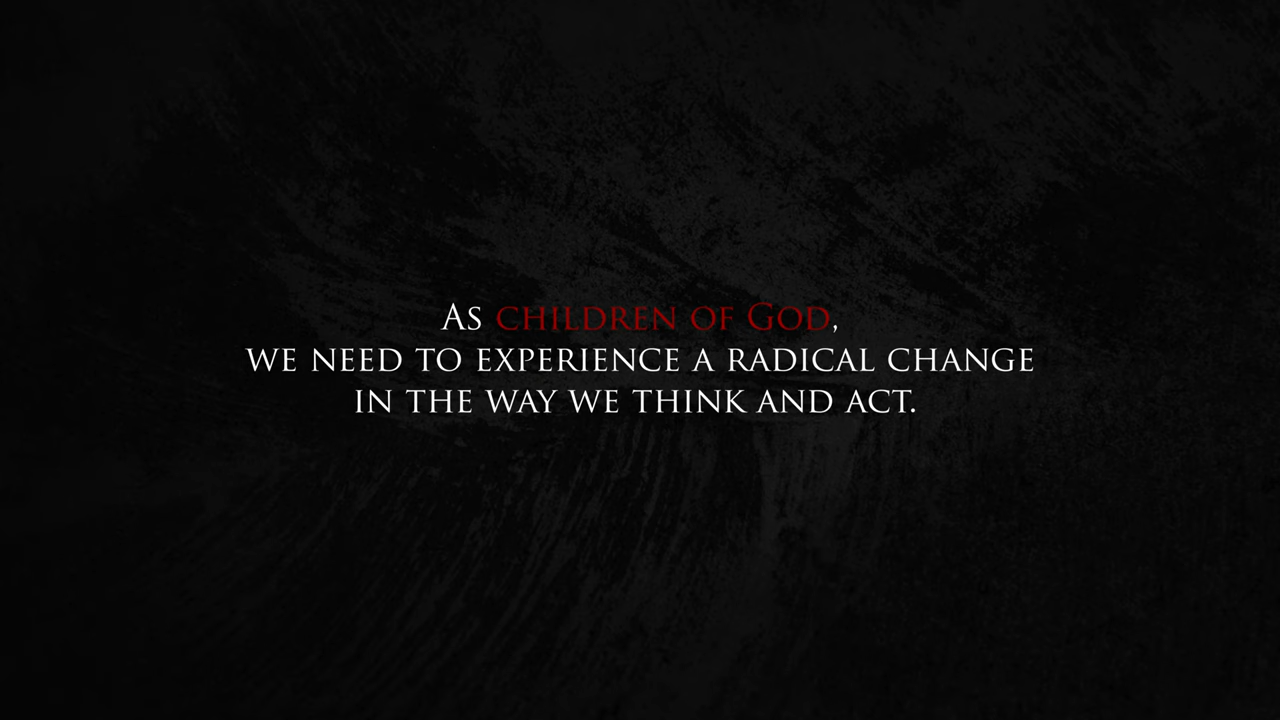 As children of God,
we need to experience a radical change
in the way we think and act.